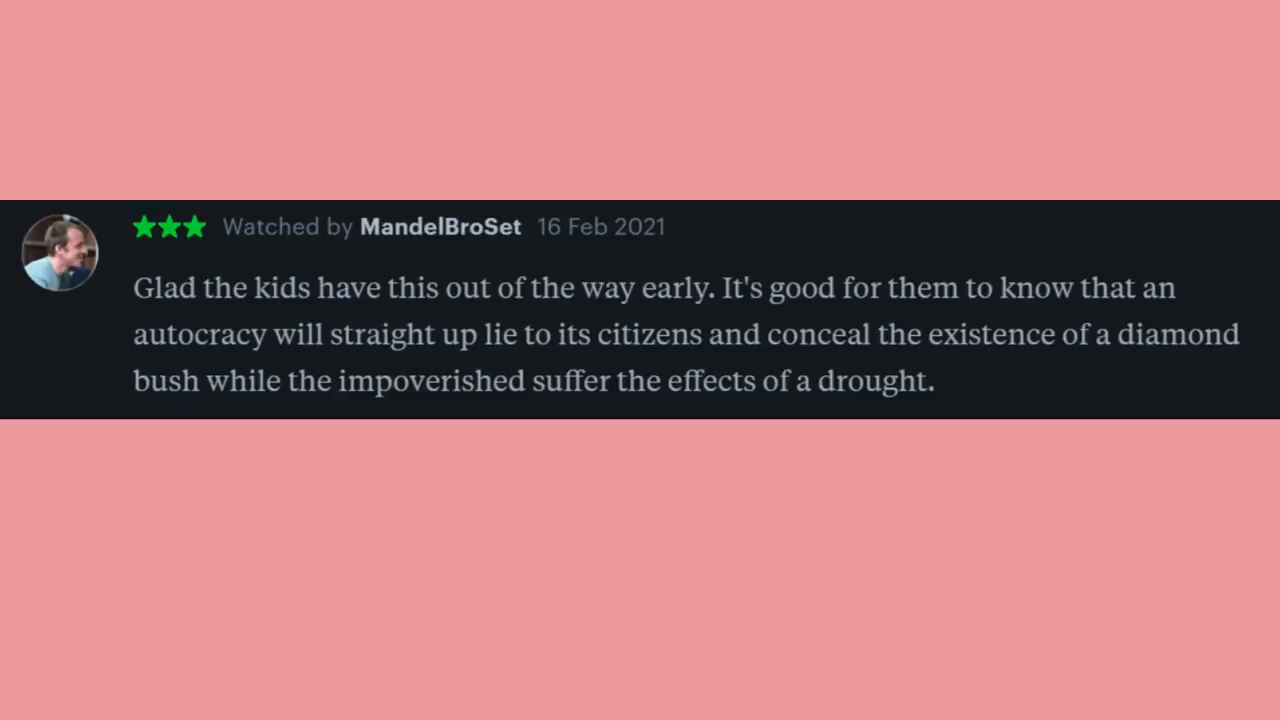 ★★★ Watched by MandelBroSet 16 Feb 2021
Glad the kids have this out of the way early. It's good for them to know that an
autocracy will straight up lie to its citizens and conceal the existence of a diamond
bush while the impoverished suffer the effects of a drought.